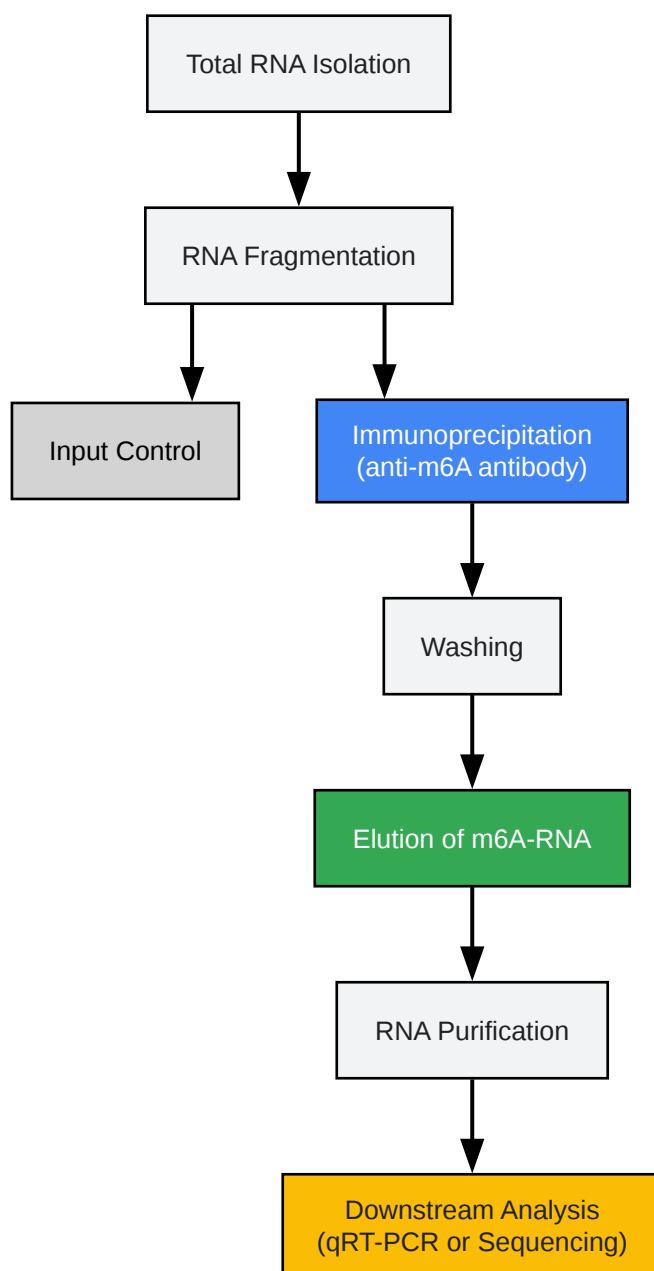 Total RNA Isolation
RNA Fragmentation
Input Control
Immunoprecipitation
(anti-m6A antibody)
Washing
Elution of m6A-RNA
RNA Purification
Downstream Analysis
(qRT-PCR or Sequencing)